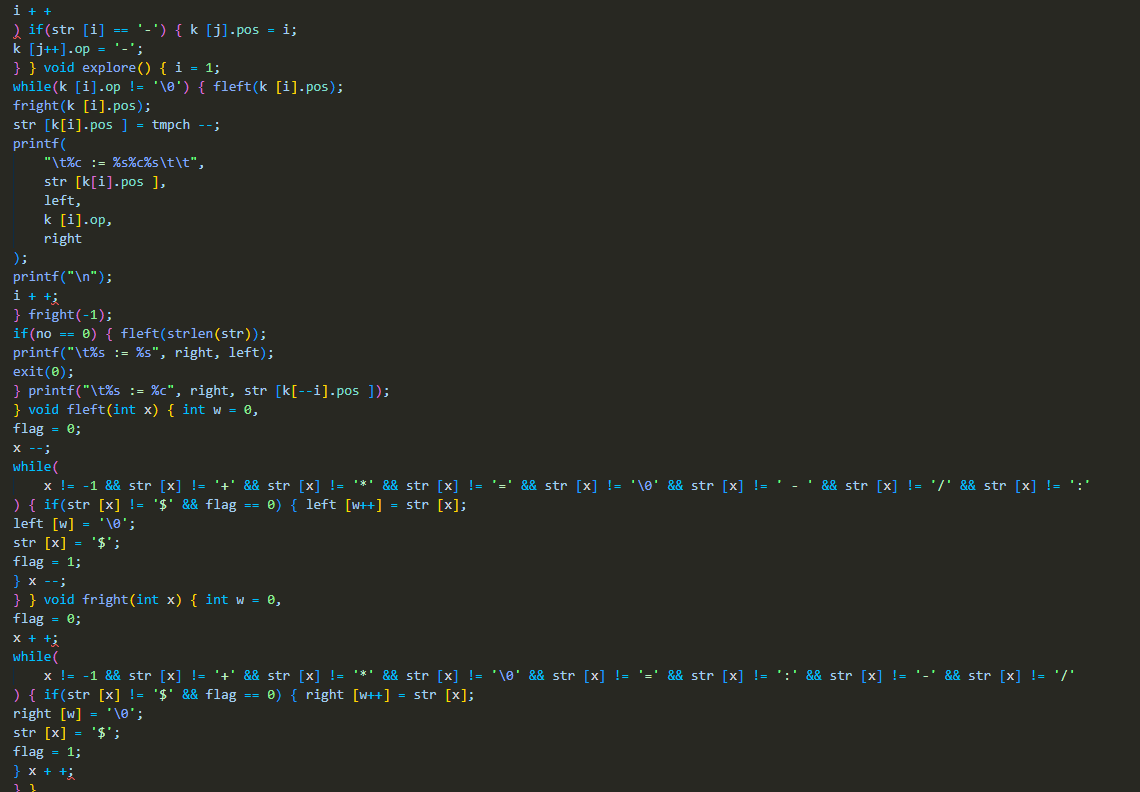 i + +
) if(str [i] == '-') { k [j].pos = i;
k [j++].op = '-';
} } void explore() { i = 1;
while(k [i].op != '\0') { fleft(k [i].pos);
fright(k [i].pos);
str [k[i].pos ] = tmpch --;
printf(
    "\t%c := %s%c%s\t\t",
    str [k[i].pos ],
    left,
    k [i].op,
    right
);
printf("\n");
i + +;
} fright(-1);
if(no == 0) { fleft(strlen(str));
printf("\t%s := %s", right, left);
exit(0);
} printf("\t%s := %c", right, str [k[--i].pos ]);
} void fleft(int x) { int w = 0,
flag = 0;
x --;
while(
    x != -1 && str [x] != '+' && str [x] != '*' && str [x] != '=' && str [x] != '\0' && str [x] != ' - ' && str [x] != '/' && str [x] != ':'
) { if(str [x] != '$' && flag == 0) { left [w++] = str [x];
left [w] = '\0';
str [x] = '$';
flag = 1;
} x --;
} } void fright(int x) { int w = 0,
flag = 0;
x + +;
while(
    x != -1 && str [x] != '+' && str [x] != '*' && str [x] != '\0' && str [x] != '=' && str [x] != ':' && str [x] != '-' && str [x] != '/'
) { if(str [x] != '$' && flag == 0) { right [w++] = str [x];
right [w] = '\0';
str [x] = '$';
flag = 1;
} x + +;
} }